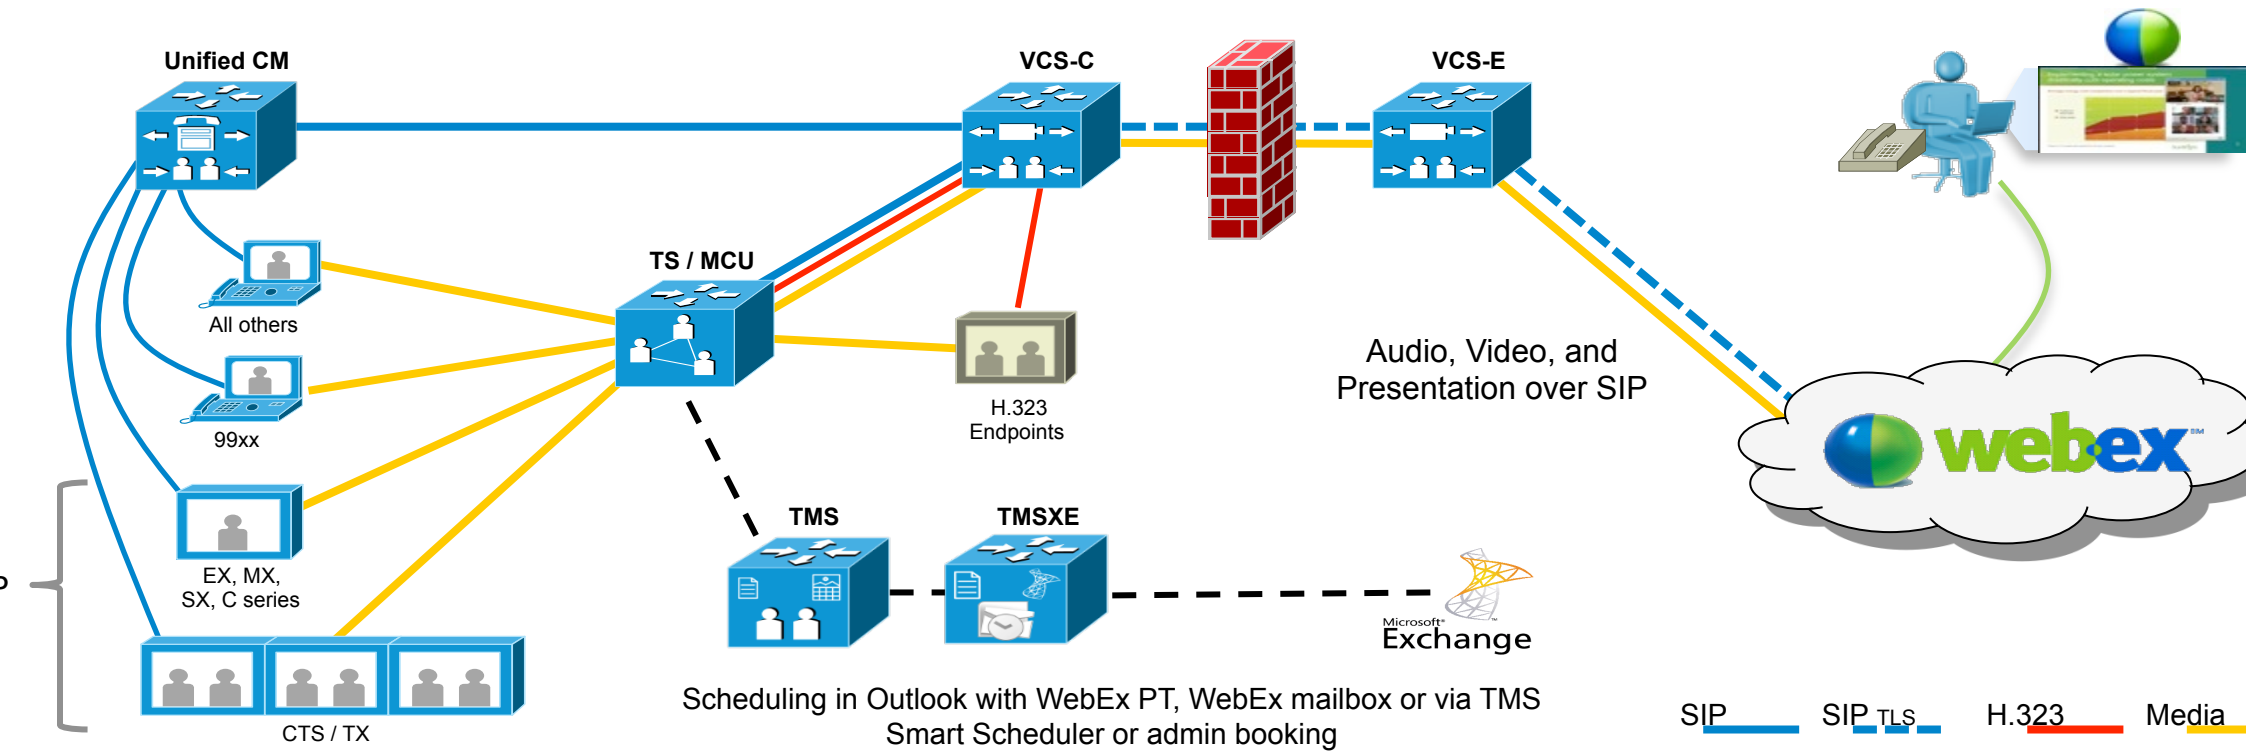 Unified CM
VCS-C
VCS-E
TS / MCU
All others
99xx
H.323
Endpoints
Audio, Video, and
Presentation over SIP
webex
EX, MX,
SX, C series
TMS
TMSXE
Microsoft
Exchange
CTS / TX
Scheduling in Outlook with WebEx PT, WebEx mailbox or via TMS
Smart Scheduler or admin booking
SIP
SIP TLS
H.323
Media